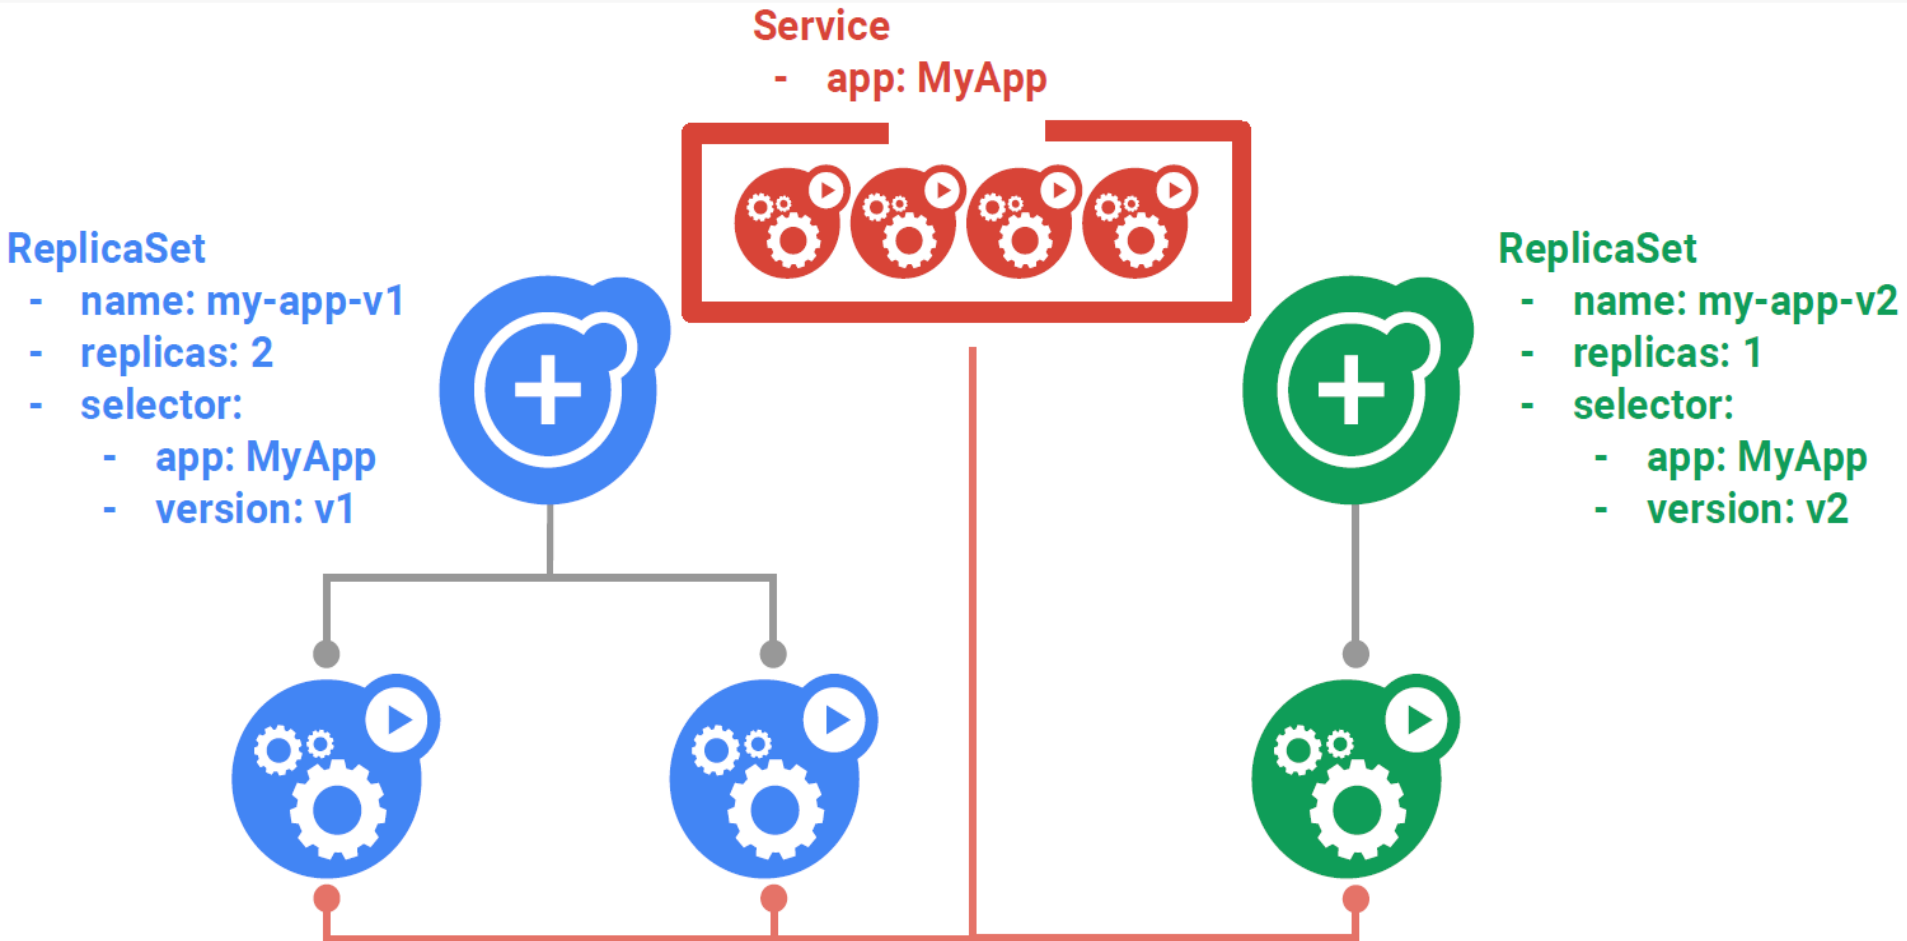 Service
- app: MyApp
ReplicaSet
- name: my-app-v1
- replicas: 2
- selector:
- app: MyApp
- version: v1
ReplicaSet
- name: my-app-v2
- replicas: 1
- selector:
- app: MyApp
- version: v2